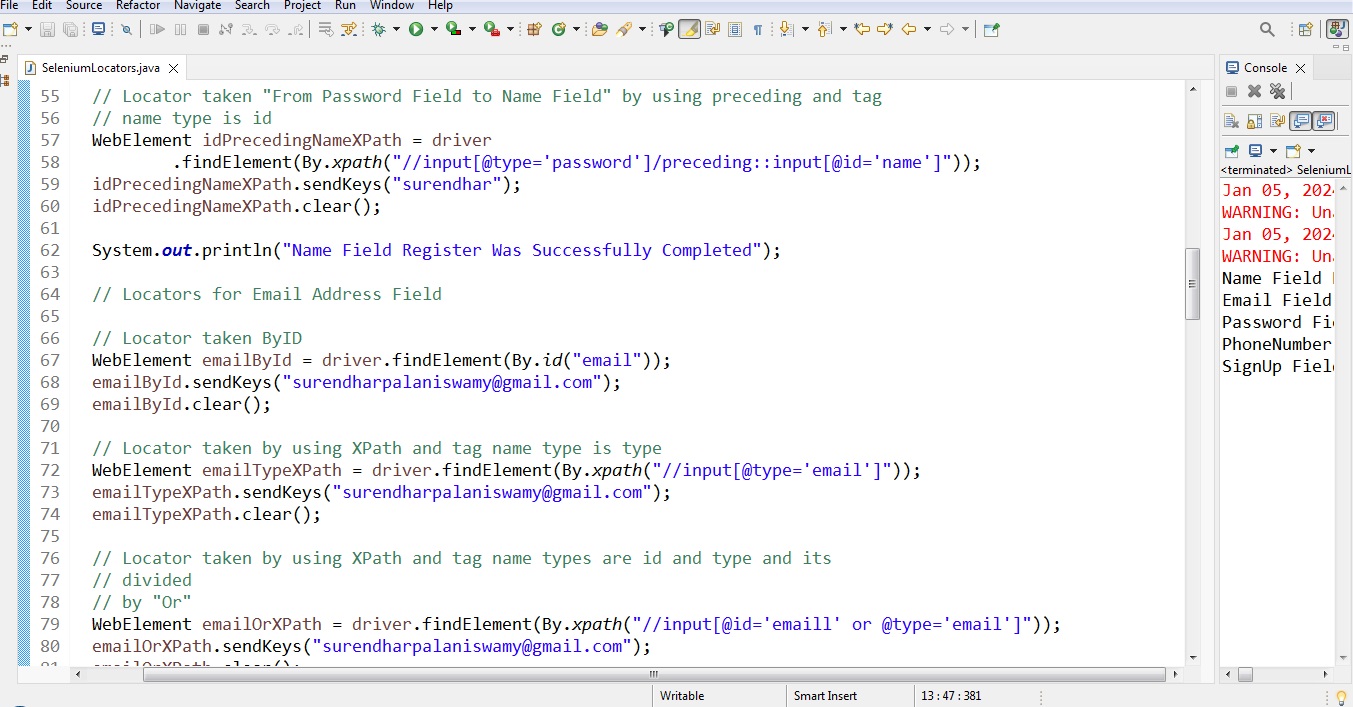 File Edit Source Refactor Navigate Search Project Run Window Help
SeleniumLocators.java
55 // Locator taken "From Password Field to Name Field" by using preceding and tag
56 // name type is id
57 WebElement idPrecedingNameXPath = driver
58 .findElement(By.xpath("//input[@type='password']/preceding::input[@id='name']"));
59 idPrecedingNameXPath.sendKeys("surendhar");
60 idPrecedingNameXPath.clear();
61
62 System.out.println("Name Field Register Was Successfully Completed");
63
64 // Locators for Email Address Field
65
66 // Locator taken ByID
67 WebElement emailById = driver.findElement(By.id("email"));
68 emailById.sendKeys("surendharpalaniswamy@gmail.com");
69 emailById.clear();
70
71 // Locator taken by using XPath and tag name type is type
72 WebElement emailTypeXPath = driver.findElement(By.xpath("//input[@type='email']"));
73 emailTypeXPath.sendKeys("surendharpalaniswamy@gmail.com");
74 emailTypeXPath.clear();
75
76 // Locator taken by using XPath and tag name types are id and type and its
77 // divided
78 // by "Or"
79 WebElement emailOrXPath = driver.findElement(By.xpath("//input[@id='emaill' or @type='email']"));
80 emailOrXPath.sendKeys("surendharpalaniswamy@gmail.com");
81 emailOrXPath.clear();
Console
<terminated> SeleniumL
Jan 05, 2024
WARNING: Un
Jan 05, 2024
WARNING: Un
Name Field
Email Field
Password Fi
PhoneNumber
SignUp Fiel
Writable
Smart Insert
13 : 47 : 381